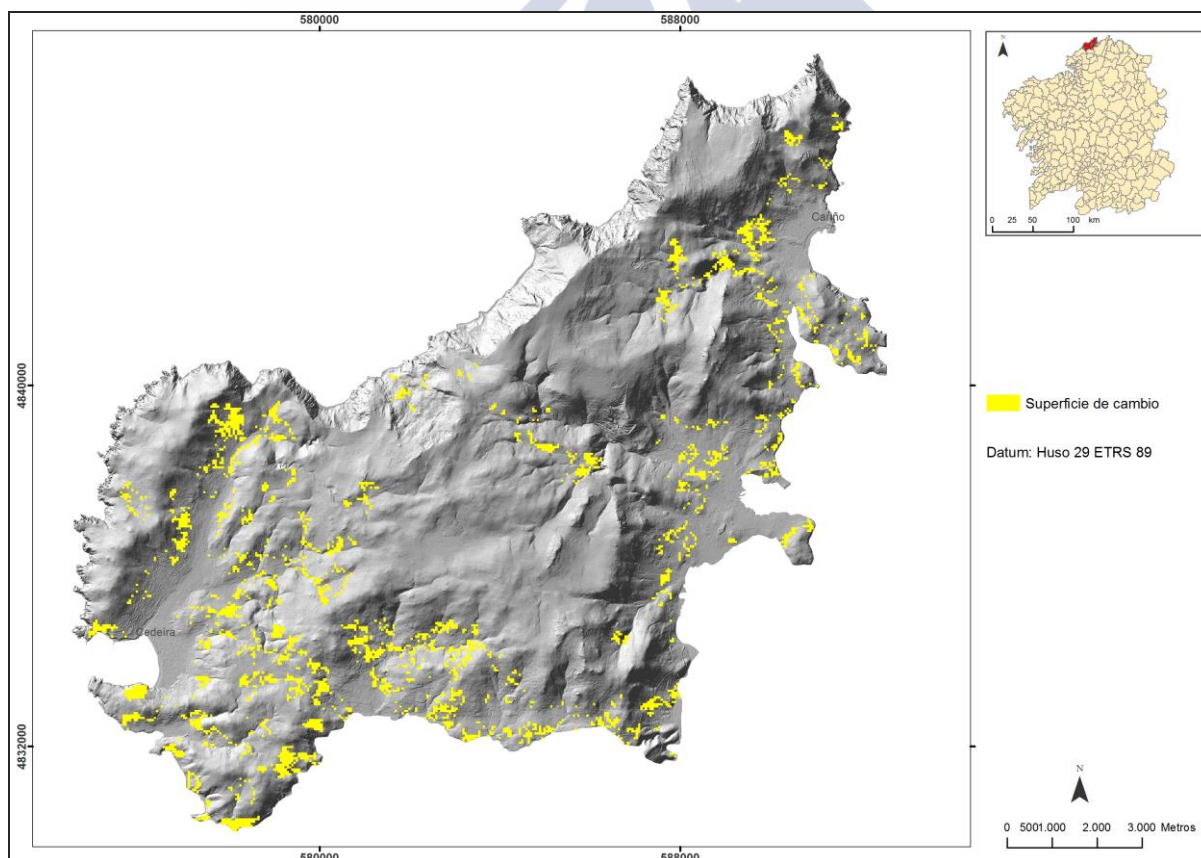 580000
588000
N
0 25 50 100 km
Cariño
4840000
Superficie de cambio
Datum: Huso 29 ETRS 89
Cedeira
4832000
N
0 5001.000 2.000 3.000 Metros
580000
588000